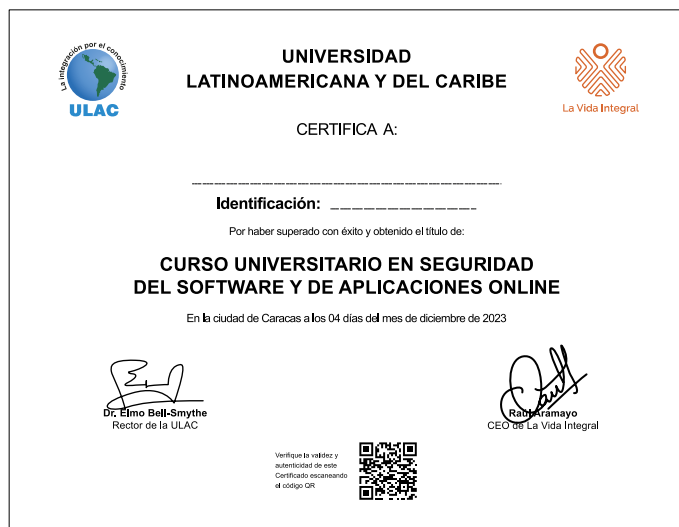 La integración por el conocimiento
ULAC
UNIVERSIDAD
LATINOAMERICANA Y DEL CARIBE
La Vida Integral
CERTIFICA A:
Identificación:
Por haber superado con éxito y obtenido el título de:
CURSO UNIVERSITARIO EN SEGURIDAD
DEL SOFTWARE Y DE APLICACIONES ONLINE
En la ciudad de Caracas a los 04 días del mes de diciembre de 2023
Dr. Elmo Bell-Smythe
Rector de la ULAC
Raúl Aramayo
CEO de La Vida Integral
Verifique la validez y
autenticidad de este
Certificado escaneando
el código QR